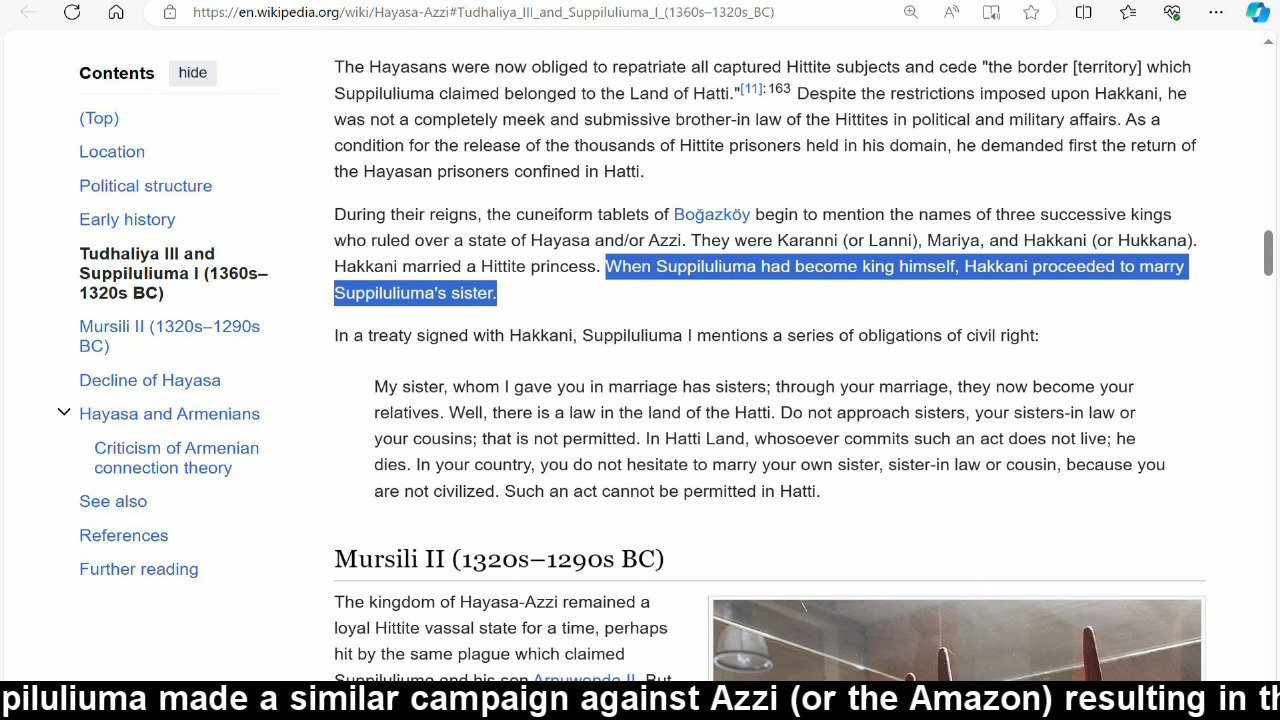 https://en.wikipedia.org/wiki/Hayasa-Azzi#Tudhaliya_III_and_Suppiluliuma_I_(1360s–1320s_BC)
Contents hide
(Top)
Location
Political structure
Early history
Tudhaliya III and
Suppiluliuma I (1360s–
1320s BC)
Mursili II (1320s–1290s
BC)
Decline of Hayasa
Hayasa and Armenians
Criticism of Armenian
connection theory
See also
References
Further reading
The Hayasans were now obliged to repatriate all captured Hittite subjects and cede "the border [territory] which
Suppiluliuma claimed belonged to the Land of Hatti."[11]:163 Despite the restrictions imposed upon Hakkani, he
was not a completely meek and submissive brother-in law of the Hittites in political and military affairs. As a
condition for the release of the thousands of Hittite prisoners held in his domain, he demanded first the return of
the Hayasan prisoners confined in Hatti.
During their reigns, the cuneiform tablets of Boğazköy begin to mention the names of three successive kings
who ruled over a state of Hayasa and/or Azzi. They were Karanni (or Lanni), Mariya, and Hakkani (or Hukkana).
Hakkani married a Hittite princess. When Suppiluliuma had become king himself, Hakkani proceeded to marry
Suppiluliuma's sister.
In a treaty signed with Hakkani, Suppiluliuma I mentions a series of obligations of civil right:
My sister, whom I gave you in marriage has sisters; through your marriage, they now become your
relatives. Well, there is a law in the land of the Hatti. Do not approach sisters, your sisters-in law or
your cousins; that is not permitted. In Hatti Land, whosoever commits such an act does not live; he
dies. In your country, you do not hesitate to marry your own sister, sister-in law or cousin, because you
are not civilized. Such an act cannot be permitted in Hatti.
Mursili II (1320s–1290s BC)
The kingdom of Hayasa-Azzi remained a
loyal Hittite vassal state for a time, perhaps
hit by the same plague which claimed
Suppiluliuma and his son Arnuwanda II. But
piluliuma made a similar campaign against Azzi (or the Amazon) resulting in th